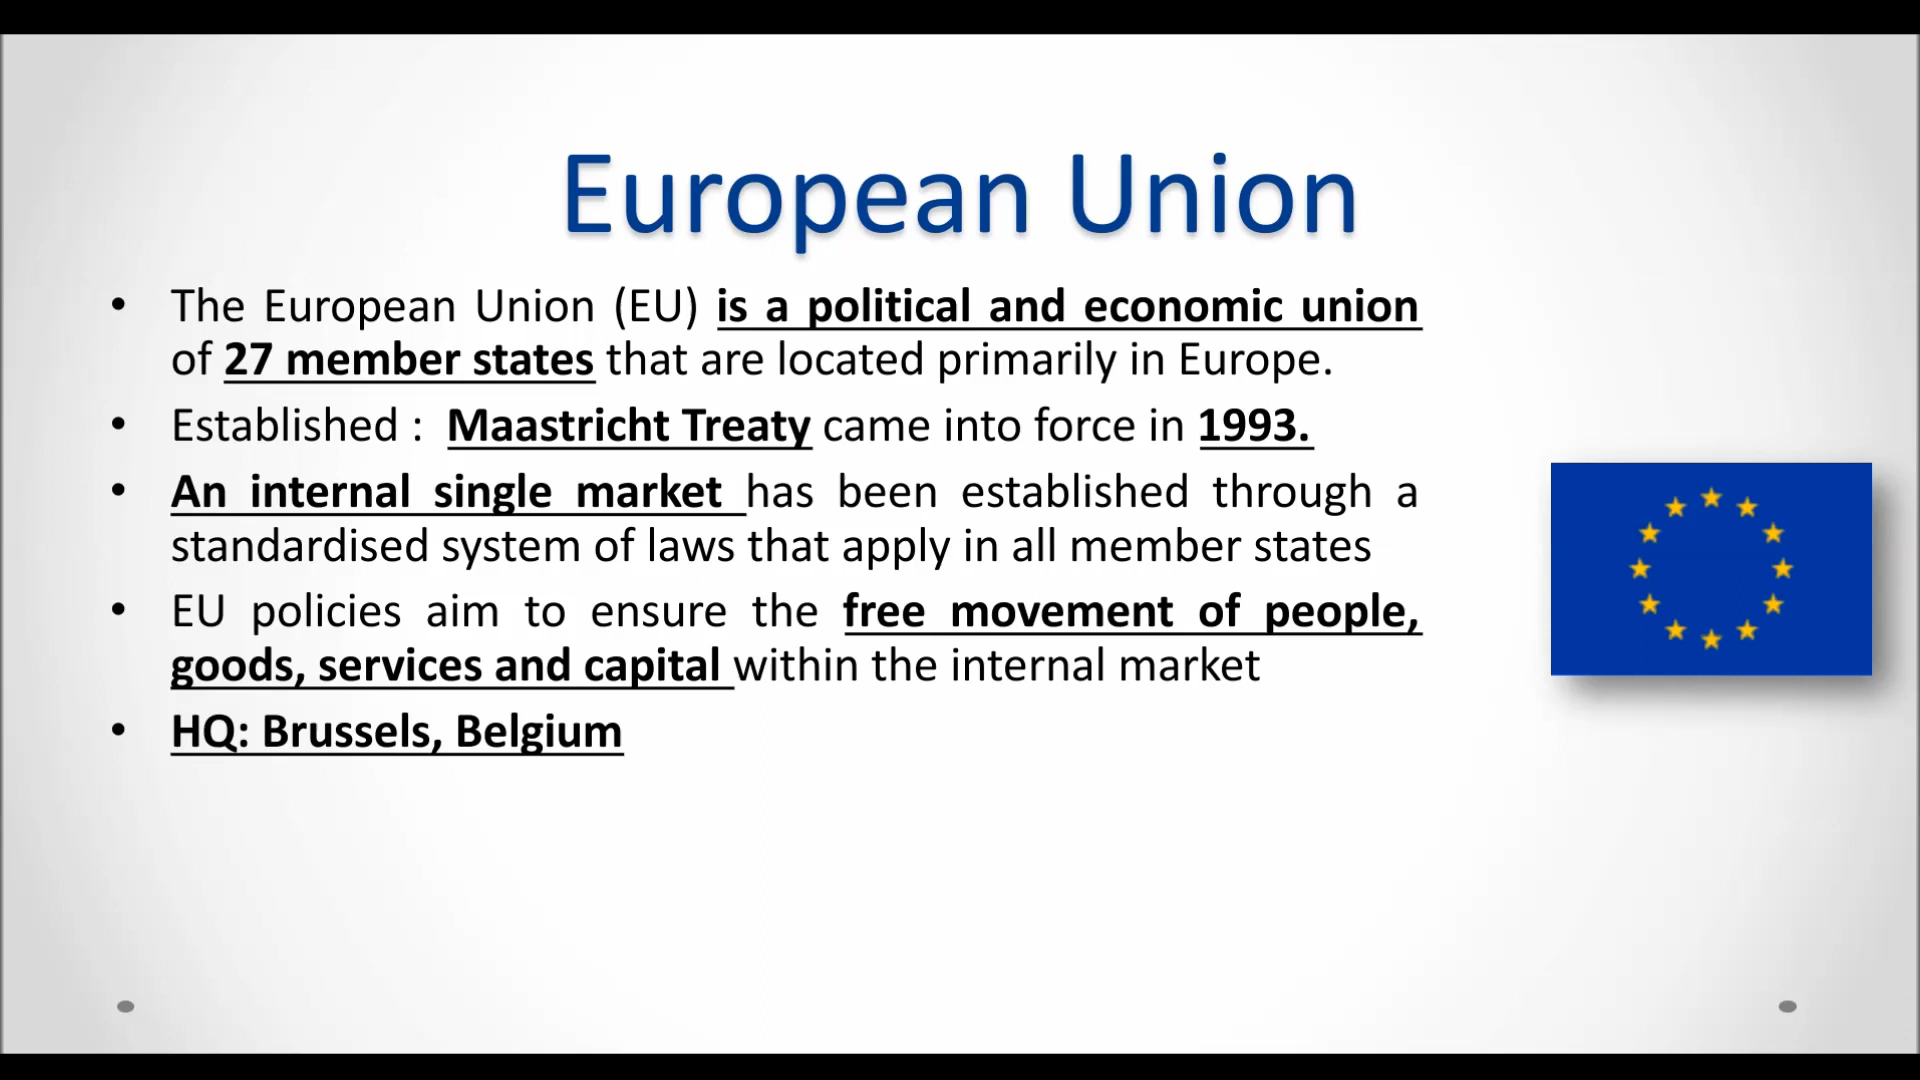 European Union
• The European Union (EU) is a political and economic union
of 27 member states that are located primarily in Europe.
• Established : Maastricht Treaty came into force in 1993.
• An internal single market has been established through a
standardised system of laws that apply in all member states
• EU policies aim to ensure the free movement of people,
goods, services and capital within the internal market
• HQ: Brussels, Belgium